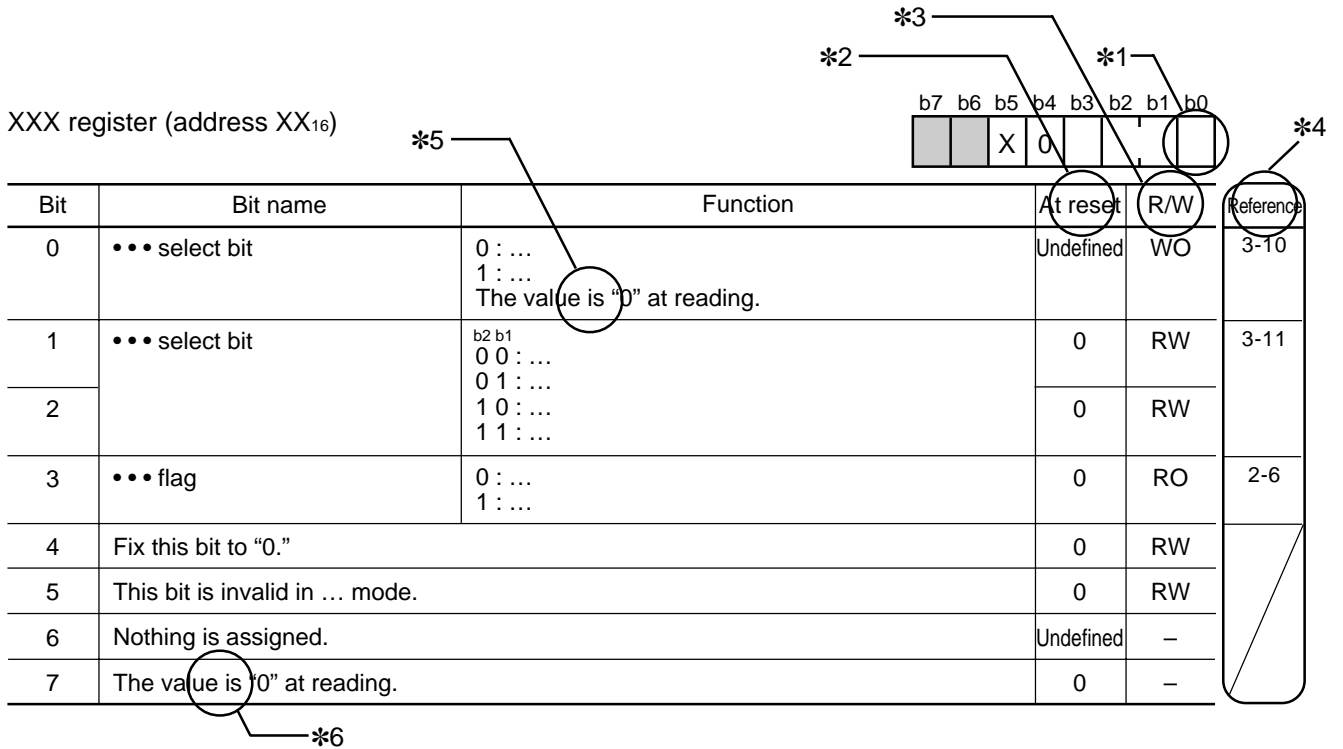 ✽3
✽2 ✽1
b7 b6 b5 b4 b3 b2 b1 b0
XXX register (address XX16)
✽5
X 0
✽4
Bit Bit name Function At reset R/W Reference
0 ••• select bit 0 : … Undefined WO 3-10
1 : …
The value is “0” at reading.
1 ••• select bit b2 b1 0 RW 3-11
0 0 : …
0 1 : …
2 1 0 : … 0 RW
1 1 : …
3 ••• flag 0 : … 0 RO 2-6
1 : …
4 Fix this bit to “0.” 0 RW
5 This bit is invalid in … mode. 0 RW
6 Nothing is assigned. Undefined –
7 The value is “0” at reading. 0 –
✽6